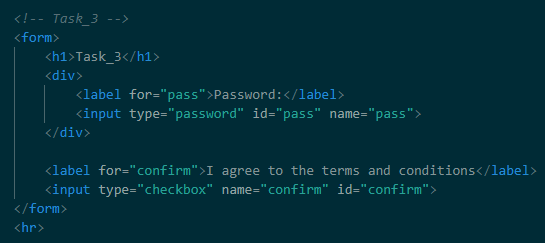 <!-- Task_3 -->
<form>
    <h1>Task_3</h1>
    <div>
        <label for="pass">Password:</label>
        <input type="password" id="pass" name="pass">
    </div>

    <label for="confirm">I agree to the terms and conditions</label>
    <input type="checkbox" name="confirm" id="confirm">
</form>
<hr>